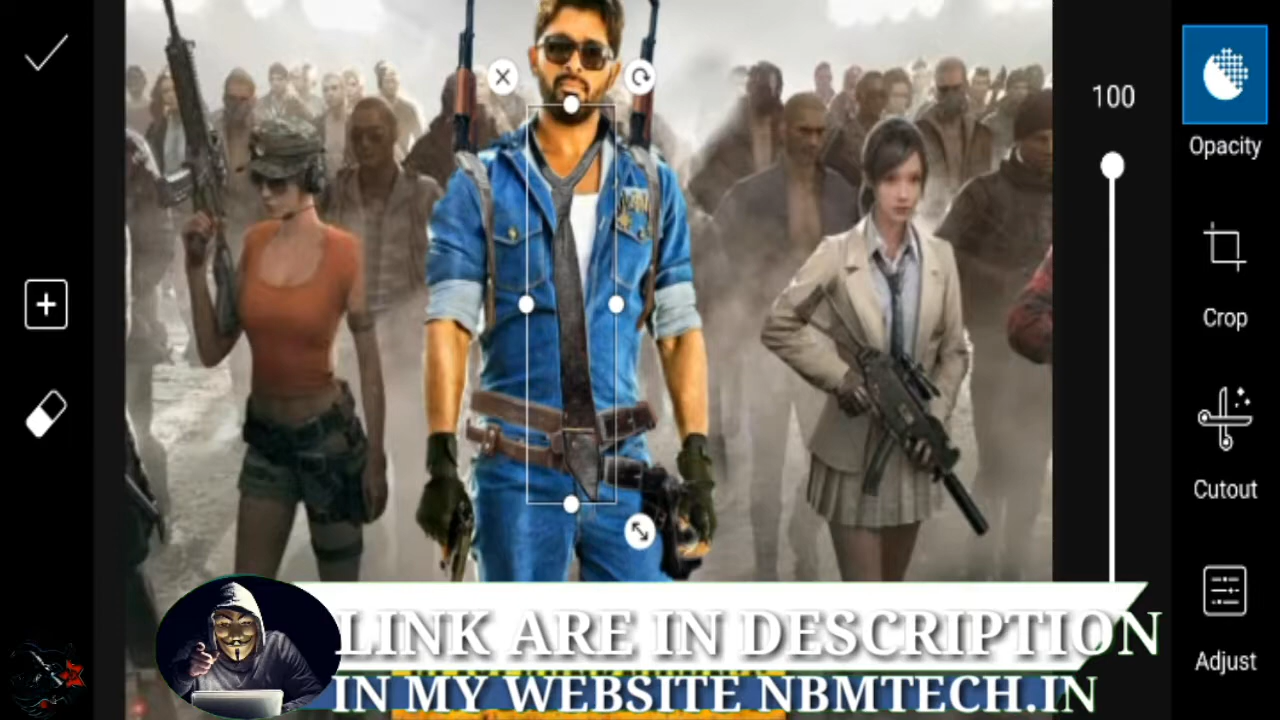 100
Opacity
Crop
Cutout
Adjust
LINK ARE IN DESCRIPTION
IN MY WEBSITE NBMTECH.IN